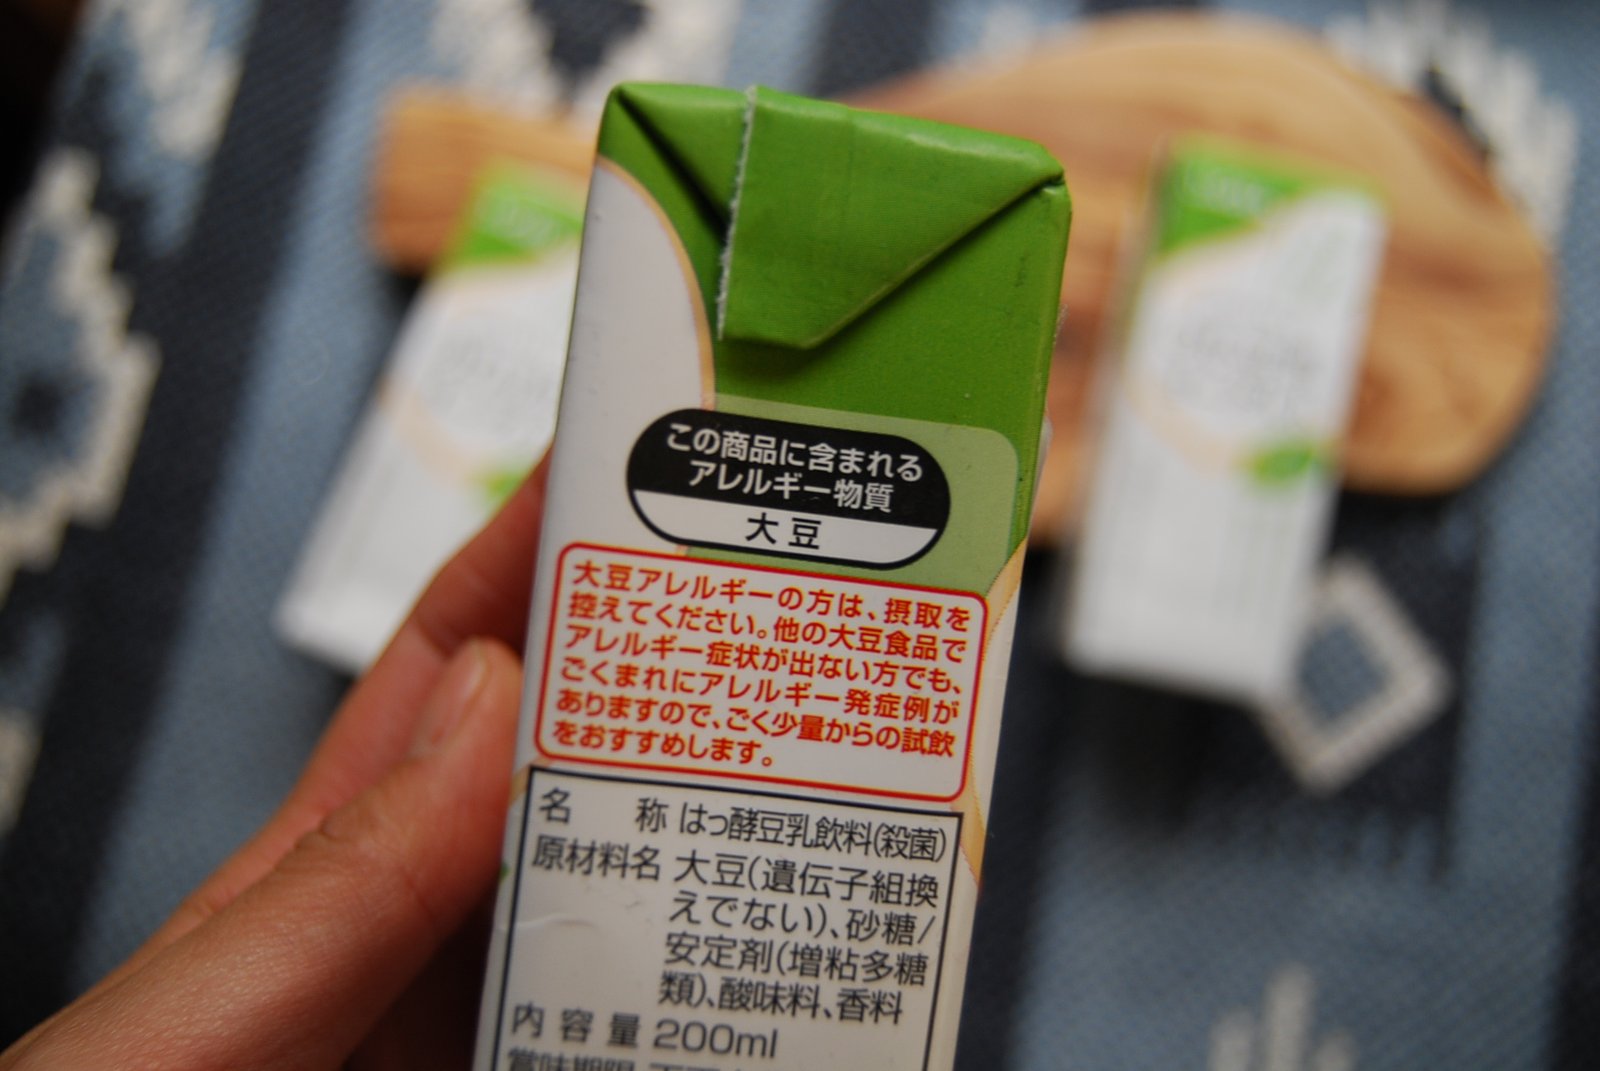 この商品に含まれる
アレルギー物質
大豆
大豆アレルギーの方は、摂取を
控えてください。他の大豆食品で
アレルギー症状が出ない方でも、
ごくまれにアレルギー発症例が
ありますので、ごく少量からの試飲
をおすすめします。
名称 はっ酵豆乳飲料(殺菌)
原材料名 大豆(遺伝子組換
えでない)、砂糖/
安定剤(増粘多糖
類)、酸味料、香料
内容量 200ml
賞味期限